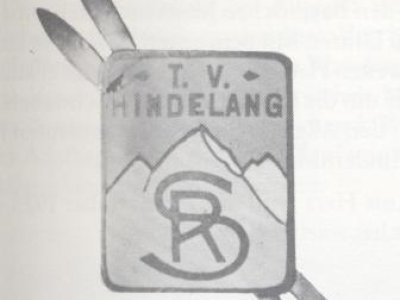 T. V.
HINDELANG
SR